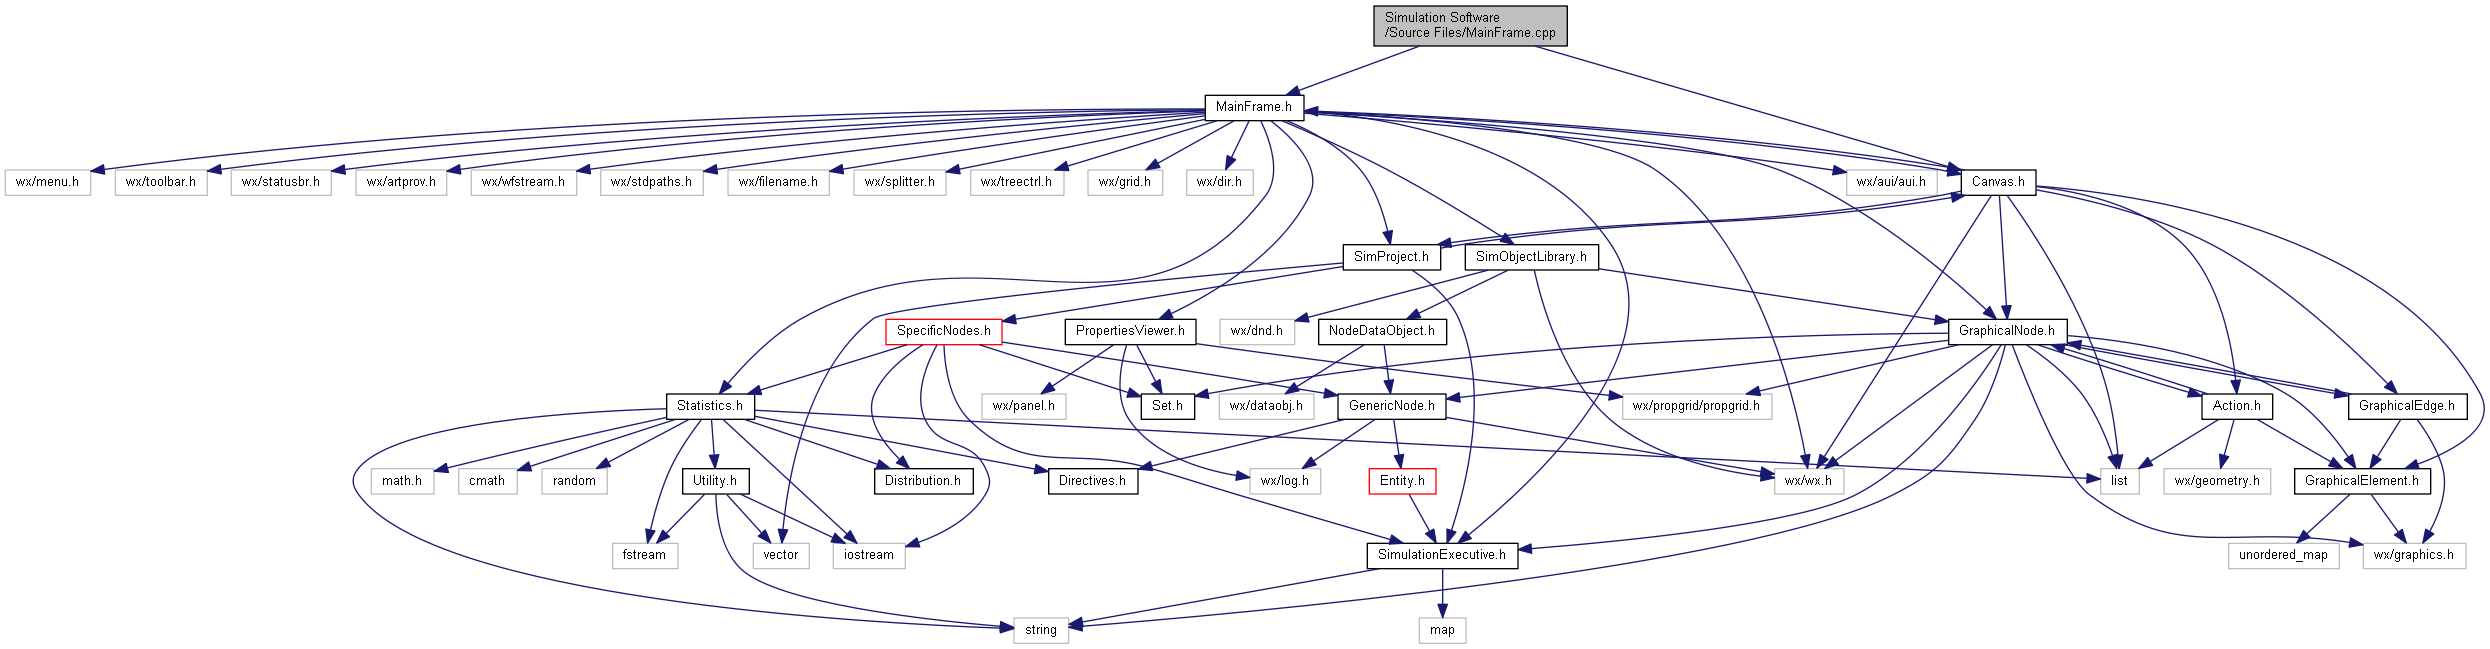 Simulation Software
/Source Files/MainFrame.cpp
MainFrame.h
wx/menu.h
wx/toolbar.h
wx/statusbr.h
wx/artprov.h
wx/wfstream.h
wx/stdpaths.h
wx/filename.h
wx/splitter.h
wx/treectrl.h
wx/grid.h
wx/dir.h
wx/aui/aui.h
Canvas.h
SimProject.h
SimObjectLibrary.h
SpecificNodes.h
PropertiesViewer.h
wx/dnd.h
NodeDataObject.h
GraphicalNode.h
Statistics.h
wx/panel.h
Set.h
wx/dataobj.h
GenericNode.h
wx/propgrid/propgrid.h
Action.h
GraphicalEdge.h
math.h
cmath
random
Utility.h
Distribution.h
Directives.h
wx/log.h
Entity.h
wx/wx.h
list
wx/geometry.h
GraphicalElement.h
fstream
vector
iostream
SimulationExecutive.h
unordered_map
wx/graphics.h
string
map